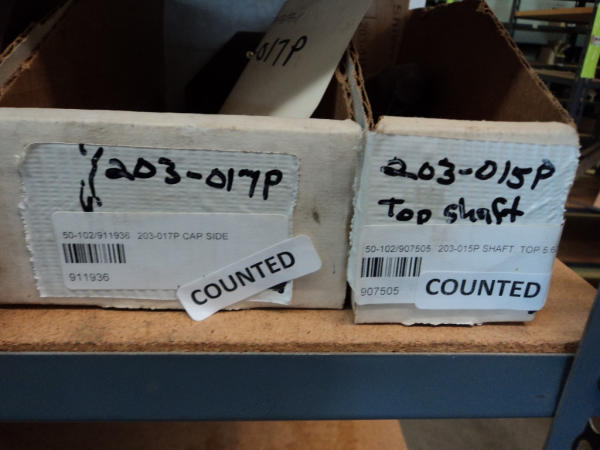 017P
203-017P
50-102/911936 203-017P CAP SIDE
911936
COUNTED
203-015P
Top shaft
50-102/907505 203-015P SHAFT TOP 5.6
907505
COUNTED